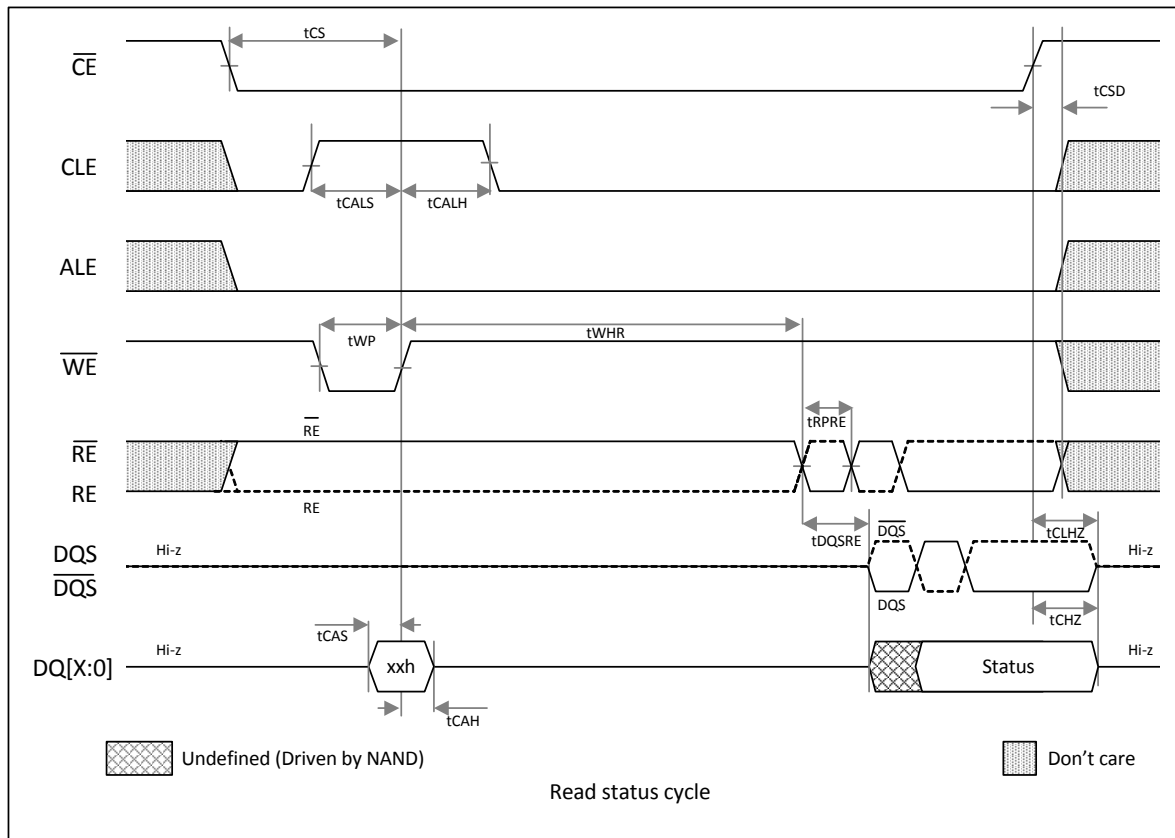 tCS
CE
tCSD
CLE
tCALS
tCALH
ALE
tWP
tWHR
WE
RE
tRPRE
RE
RE
RE
tDQSRE
DQS
tCLHZ
DQS
Hi-z
Hi-z
DQS
DQS
tCHZ
tCAS
Hi-z
Hi-z
DQ[X:0]
xxh
Status
tCAH
Undefined (Driven by NAND)
Don't care
Read status cycle